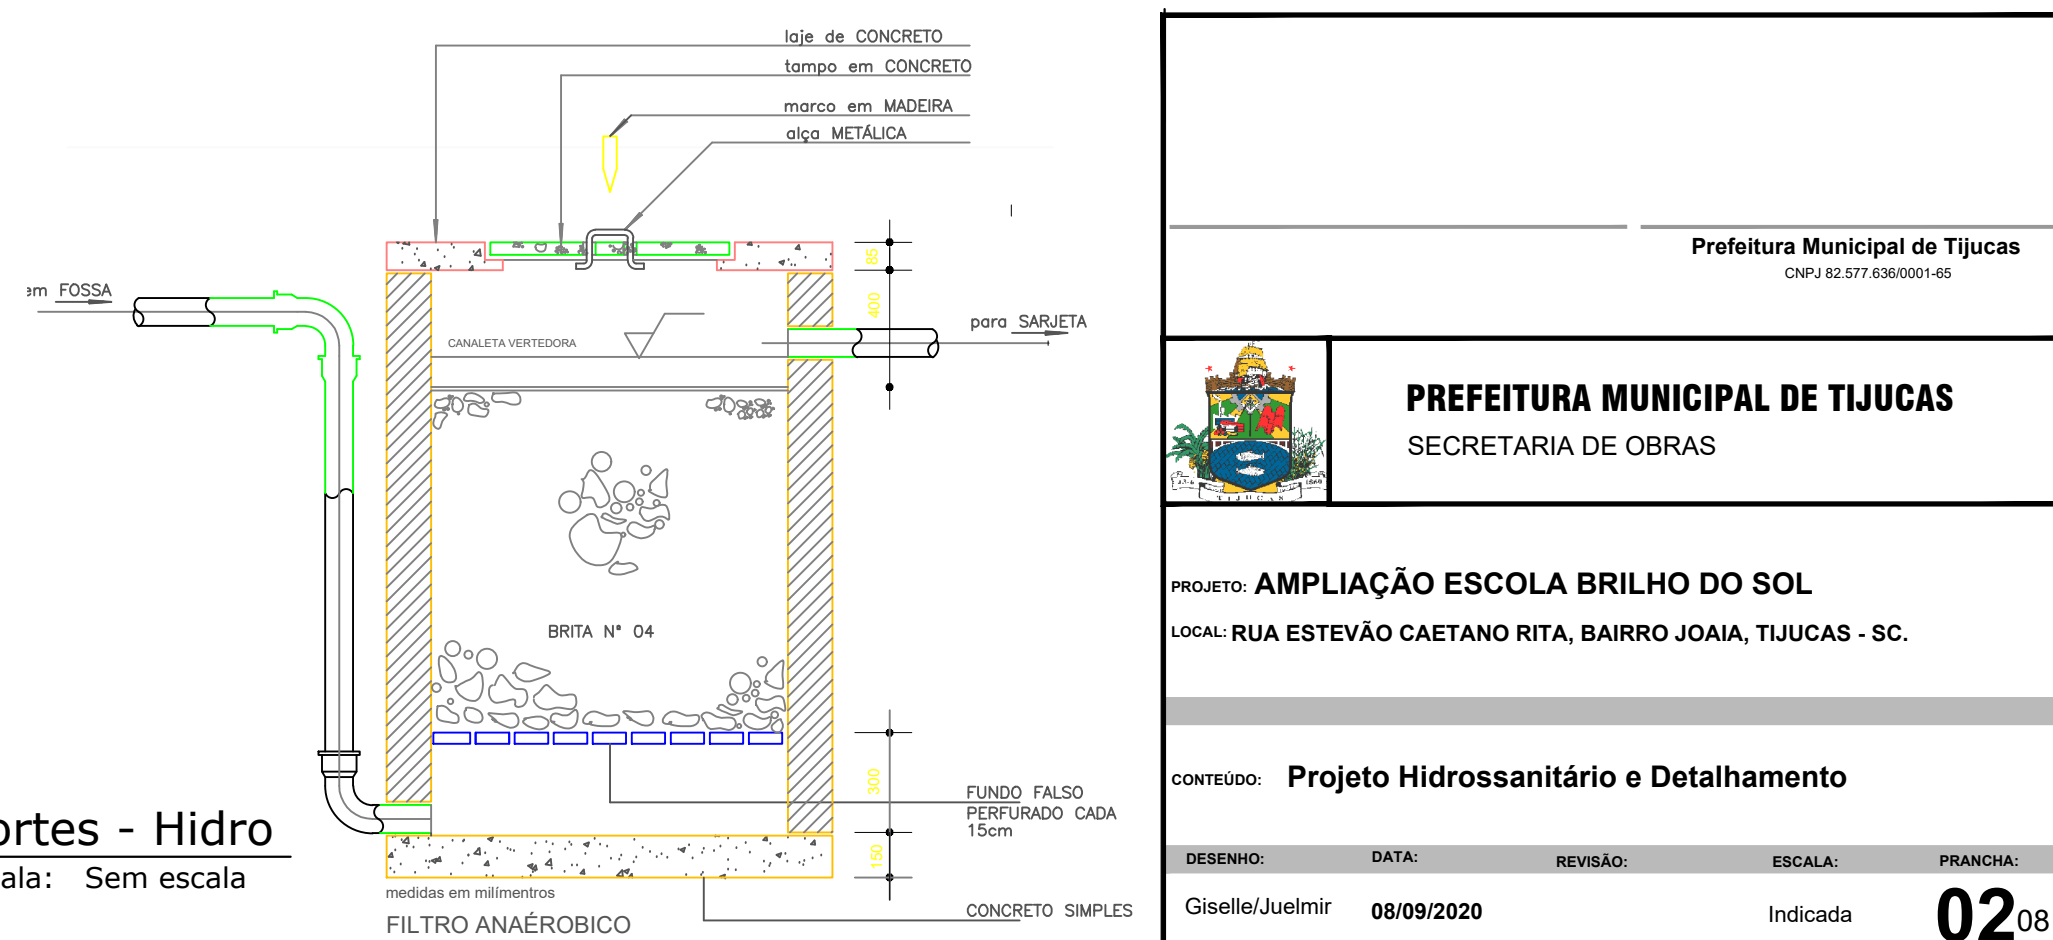 laje de CONCRETO
tampo em CONCRETO
marco em MADEIRA
alça METÁLICA
em FOSSA
para SARJETA
CANALETA VERTEDORA
BRITA Nº 04
85
400
300
150
FUNDO FALSO
PERFURADO CADA
15cm
CONCRETO SIMPLES
medidas em milímentros
FILTRO ANAÉROBICO
ortes - Hidro
ala: Sem escala
Prefeitura Municipal de Tijucas
CNPJ 82.577.636/0001-65
PREFEITURA MUNICIPAL DE TIJUCAS
SECRETARIA DE OBRAS
TIJUCAS
1860
PROJETO: AMPLIAÇÃO ESCOLA BRILHO DO SOL
LOCAL: RUA ESTEVÃO CAETANO RITA, BAIRRO JOAIA, TIJUCAS - SC.
CONTEÚDO: Projeto Hidrossanitário e Detalhamento
DESENHO: DATA: REVISÃO: ESCALA: PRANCHA:
Giselle/Juelmir 08/09/2020 Indicada 02 08